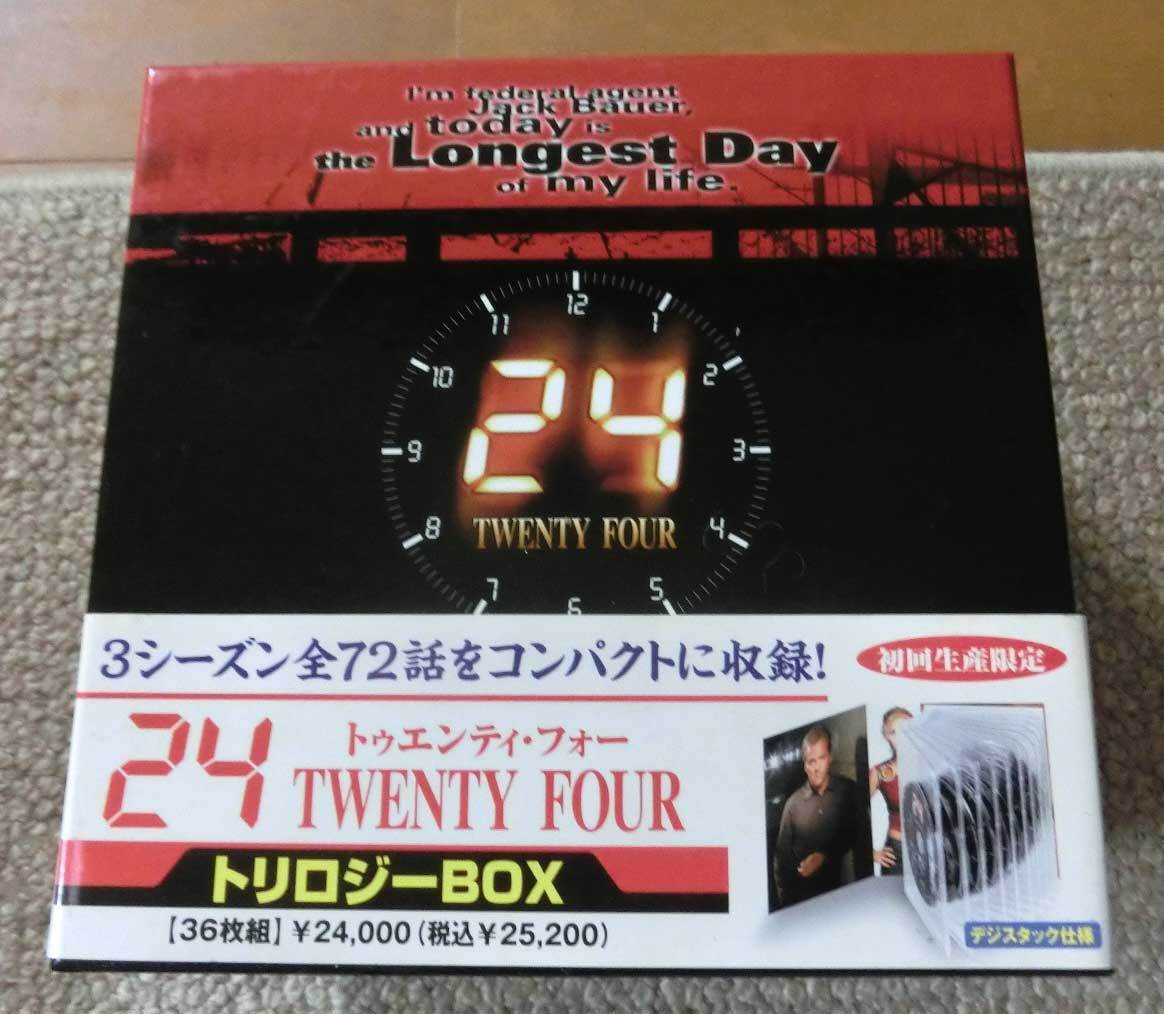 I'm federal agent
Jack Bauer,
and today is
the Longest Day
of my life.
12
11
1
10
2
24
9
3
8
4
TWENTY FOUR
7
5
6
3シーズン全72話をコンパクトに収録!
初回生産限定
24
トゥエンティ・フォー
TWENTY FOUR
トリロジーBOX
【36枚組】¥24,000(税込¥25,200)
デジスタック仕様